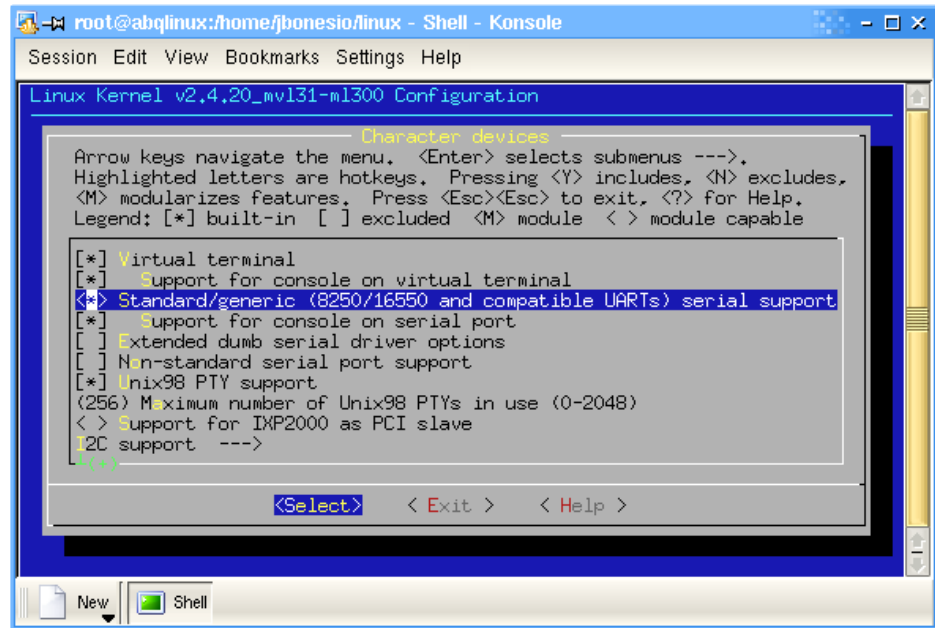 root@abqlinux:/home/jbonesio/linux - Shell - Konsole
Session Edit View Bookmarks Settings Help
Linux Kernel v2.4.20_mvl31-ml300 Configuration
Character devices
Arrow keys navigate the menu. <Enter> selects submenus --->.
Highlighted letters are hotkeys. Pressing <Y> includes, <N> excludes,
<M> modularizes features. Press <Esc><Esc> to exit, <?> for Help.
Legend: [*] built-in [ ] excluded <M> module < > module capable
[*] Virtual terminal
[*] Support for console on virtual terminal
<*> Standard/generic (8250/16550 and compatible UARTs) serial support
[*] Support for console on serial port
[ ] Extended dumb serial driver options
[ ] Non-standard serial port support
[*] Unix98 PTY support
(256) Maximum number of Unix98 PTYs in use (0-2048)
< > Support for IXP2000 as PCI slave
I2C support --->
<Select> < Exit > < Help >
New Shell